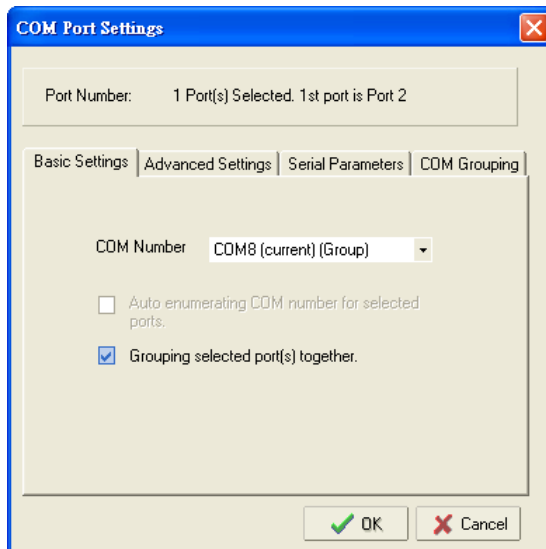 COM Port Settings
Port Number: 1 Port(s) Selected. 1st port is Port 2
Basic Settings Advanced Settings Serial Parameters COM Grouping
COM Number COM8 (current) (Group)
Auto enumerating COM number for selected
ports.
Grouping selected port(s) together.
OK Cancel